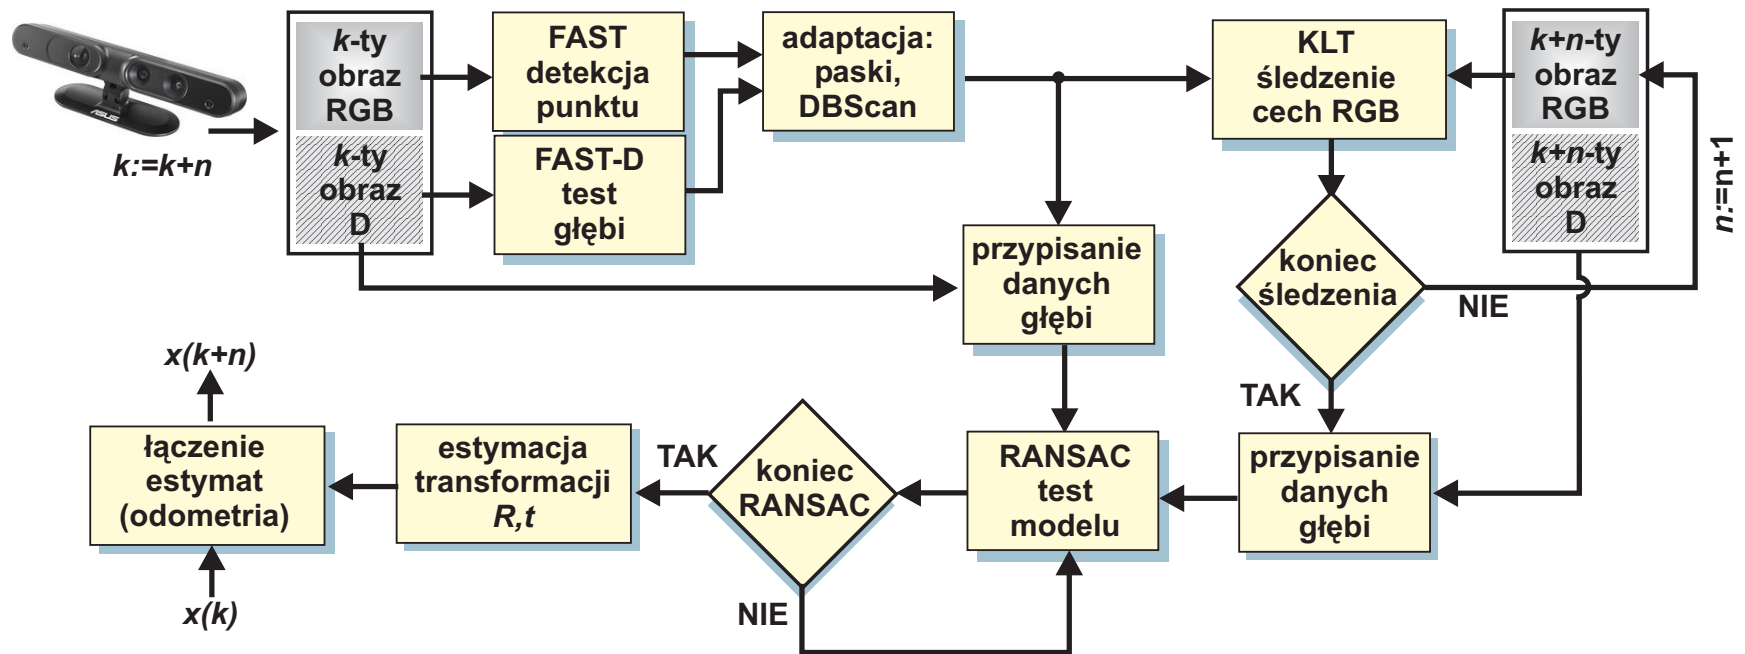 ASUS
k:=k+n
k-ty
obraz
RGB
k-ty
obraz
D
FAST
detekcja
punktu
FAST-D
test
głębi
adaptacja:
paski,
DBScan
KLT
śledzenie
cech RGB
k+n-ty
obraz
RGB
k+n-ty
obraz
D
n:=n+1
przypisanie
danych
głębi
koniec
śledzenia
NIE
TAK
przypisanie
danych
głębi
RANSAC
test
modelu
koniec
RANSAC
TAK
NIE
estymacja
transformacji
R,t
łączenie
estymat
(odometria)
x(k+n)
x(k)